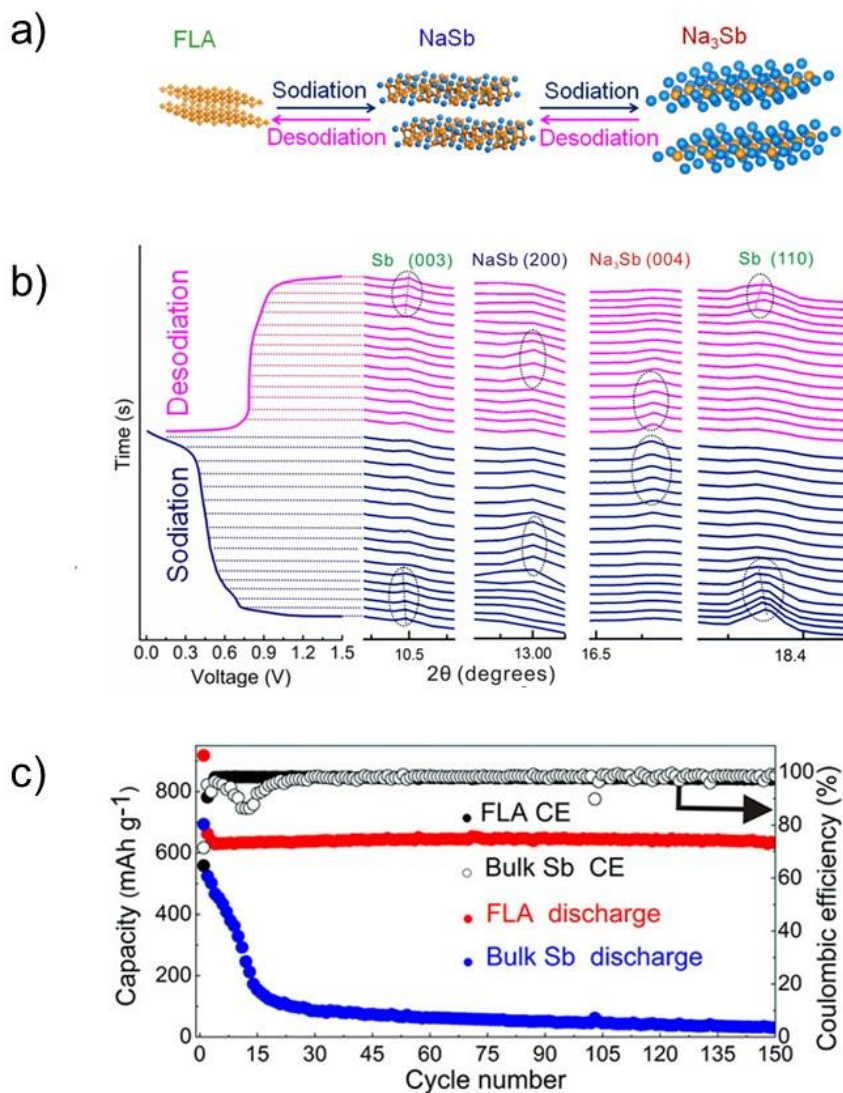 a)
FLA NaSb Na₃Sb
Sodiation Sodiation
Desodiation Desodiation
b)
Sb (003) NaSb (200) Na₃Sb (004) Sb (110)
Time (s)
Desodiation
Sodiation
0.0 0.3 0.6 0.9 1.2 1.5 10.5 13.00 16.5 18.4
Voltage (V) 2θ (degrees)
c)
Capacity (mAh g⁻¹)
800
600
400
200
0
FLA CE
Bulk Sb CE
FLA discharge
Bulk Sb discharge
100
80
60
40
20
0
Coulombic efficiency (%)
0 15 30 45 60 75 90 105 120 135 150
Cycle number